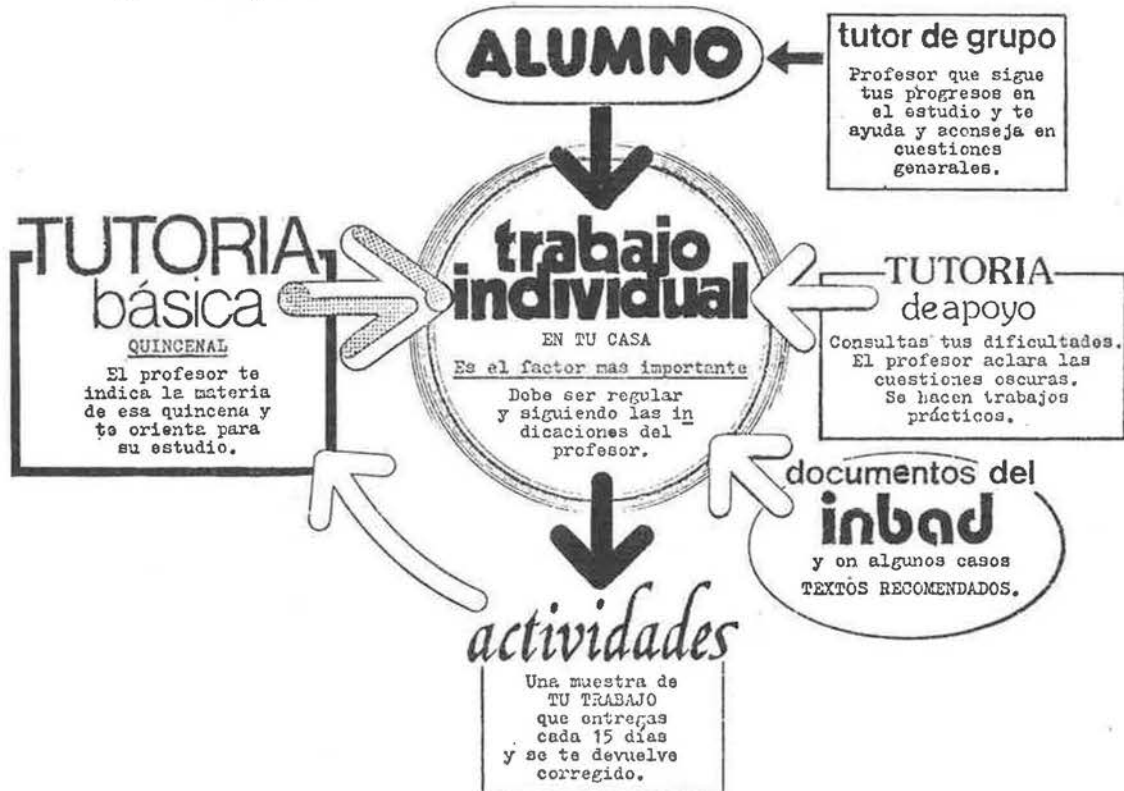 ALUMNO
tutor de grupo
Profesor que sigue
tus progresos en
el estudio y te
ayuda y aconseja en
cuestiones
generales.
TUTORIA
básica
QUINCENAL
El profesor te
indica la materia
de esa quincena y
te orienta para
su estudio.
trabajo
individual
EN TU CASA
Es el factor mas importante
Debe ser regular
y siguiendo las in
dicaciones del
profesor.
TUTORIA
de apoyo
Consultas tus dificultades.
El profesor aclara las
cuestiones oscuras.
Se hacen trabajos
prácticos.
documentos del
inbad
y en algunos casos
TEXTOS RECOMENDADOS.
actividades
Una muestra de
TU TRABAJO
que entregas
cada 15 días
y se te devuelve
corregido.